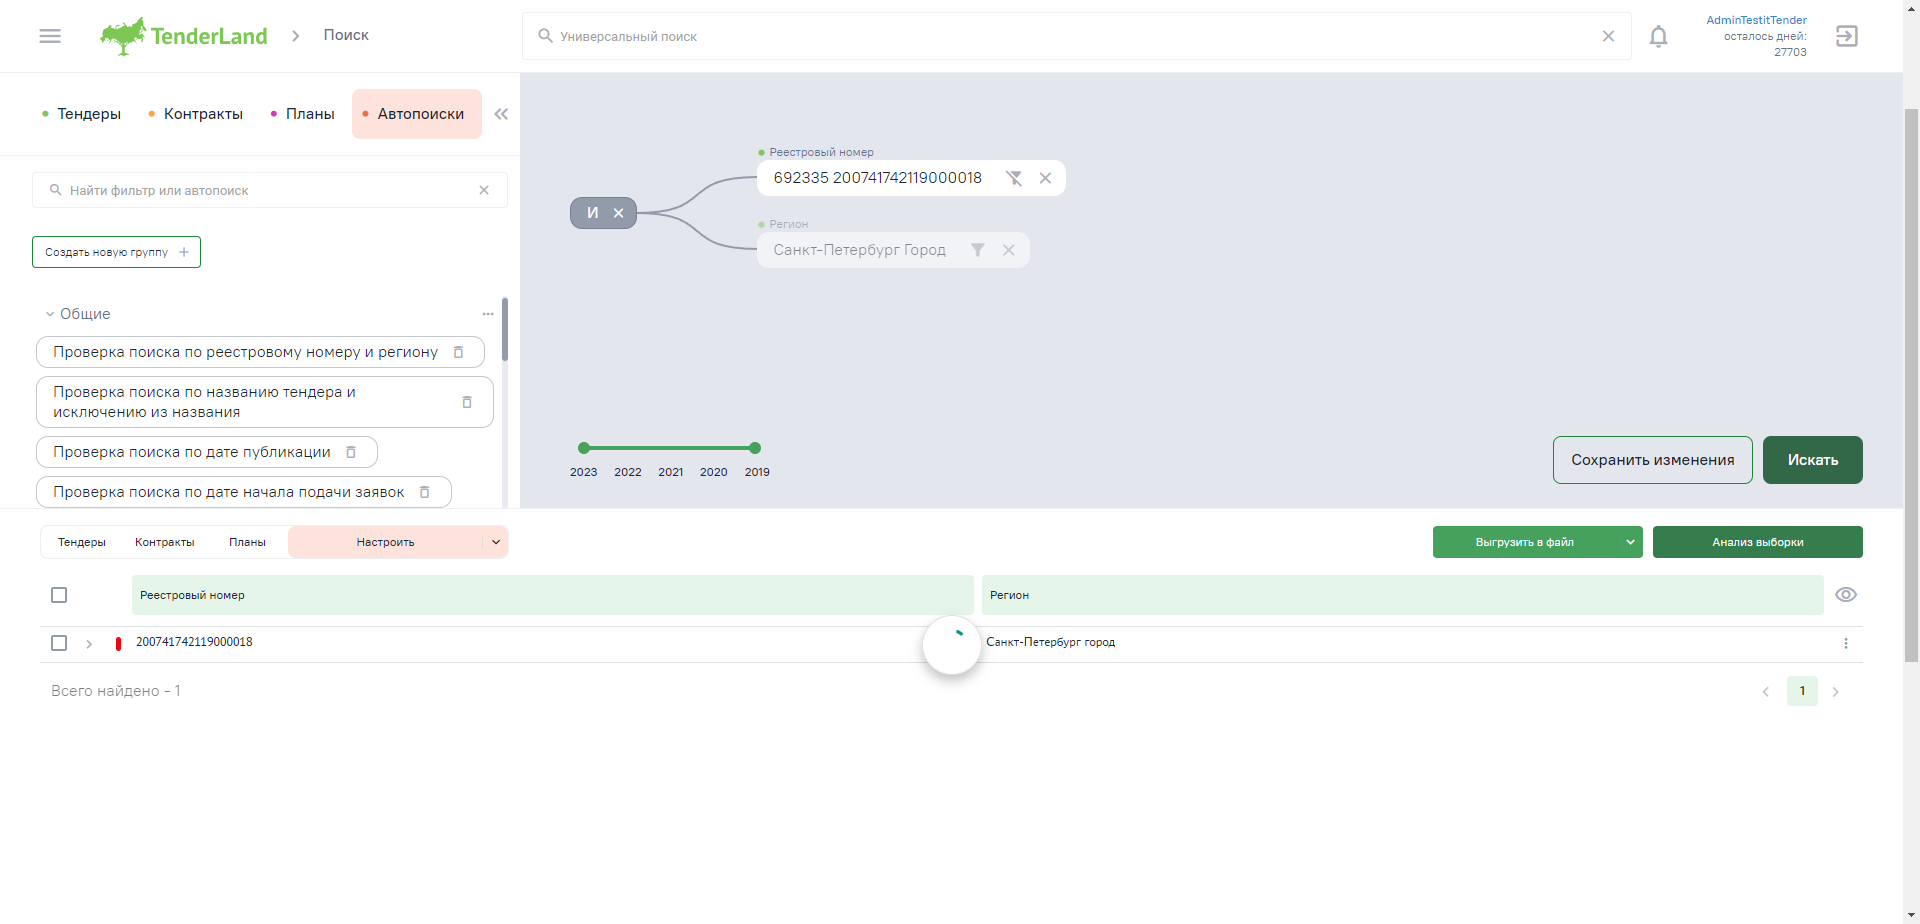 TenderLand
Поиск
Универсальный поиск
AdminTestitTender
осталось дней:
27703
Тендеры
Контракты
Планы
Автопоиски
Найти фильтр или автопоиск
Создать новую группу
Общие
Проверка поиска по реестровому номеру и региону
Проверка поиска по названию тендера и
исключению из названия
Проверка поиска по дате публикации
Проверка поиска по дате начала подачи заявок
Реестровый номер
692335 200741742119000018
И
Регион
Санкт-Петербург Город
2023 2022 2021 2020 2019
Сохранить изменения
Искать
Тендеры
Контракты
Планы
Настроить
Выгрузить в файл
Анализ выборки
Реестровый номер
Регион
200741742119000018
Санкт-Петербург город
Всего найдено - 1
1